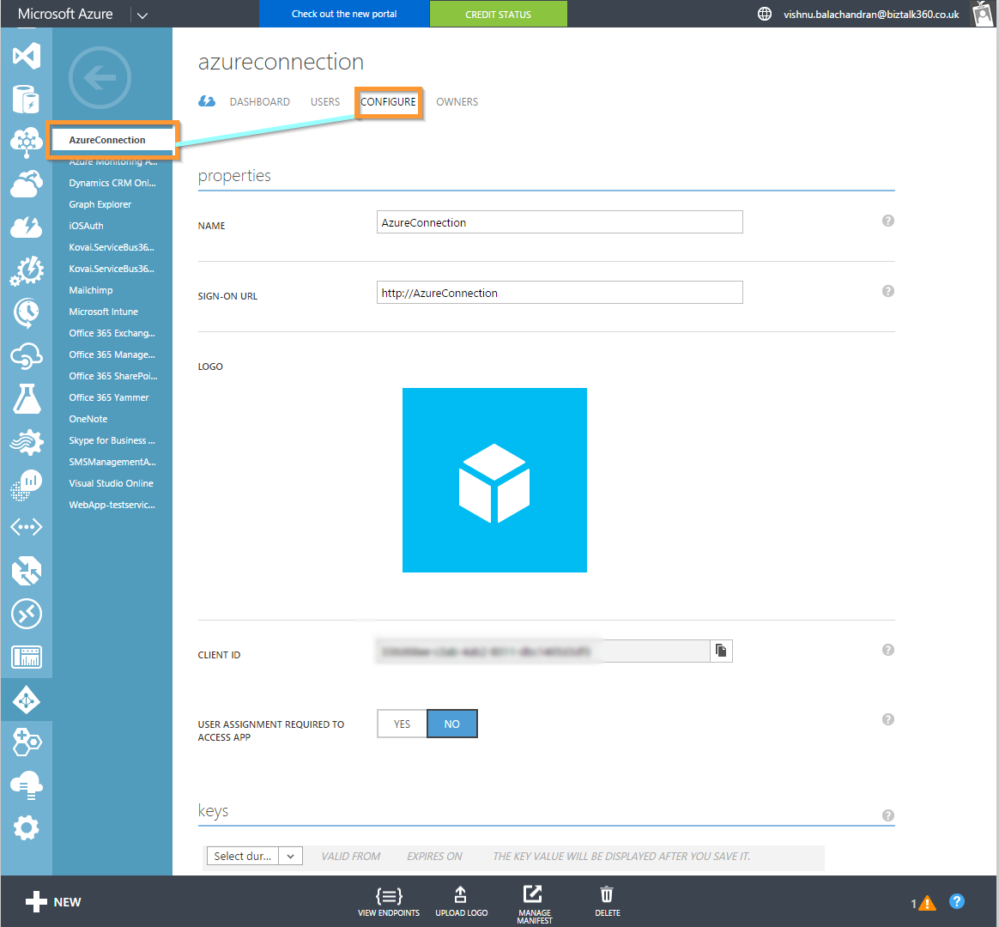 Microsoft Azure
Check out the new portal
CREDIT STATUS
vishnu.balachandran@biztalk360.co.uk
azureconnection
DASHBOARD
USERS
CONFIGURE
OWNERS
AzureConnection
Azure Monitoring A...
Dynamics CRM Onl...
Graph Explorer
iOSAuth
Kovai.ServiceBus36...
Kovai.ServiceBus36...
Mailchimp
Microsoft Intune
Office 365 Exchang...
Office 365 Manage...
Office 365 SharePoi...
Office 365 Yammer
OneNote
Skype for Business ...
SMSManagementA...
Visual Studio Online
WebApp-testservic...
properties
NAME
AzureConnection
?
SIGN-ON URL
http://AzureConnection
?
LOGO
CLIENT ID
?
USER ASSIGNMENT REQUIRED TO
ACCESS APP
YES
NO
?
keys
?
Select dur...
VALID FROM
EXPIRES ON
THE KEY VALUE WILL BE DISPLAYED AFTER YOU SAVE IT.
NEW
VIEW ENDPOINTS
UPLOAD LOGO
MANAGE
MANIFEST
DELETE
1
?